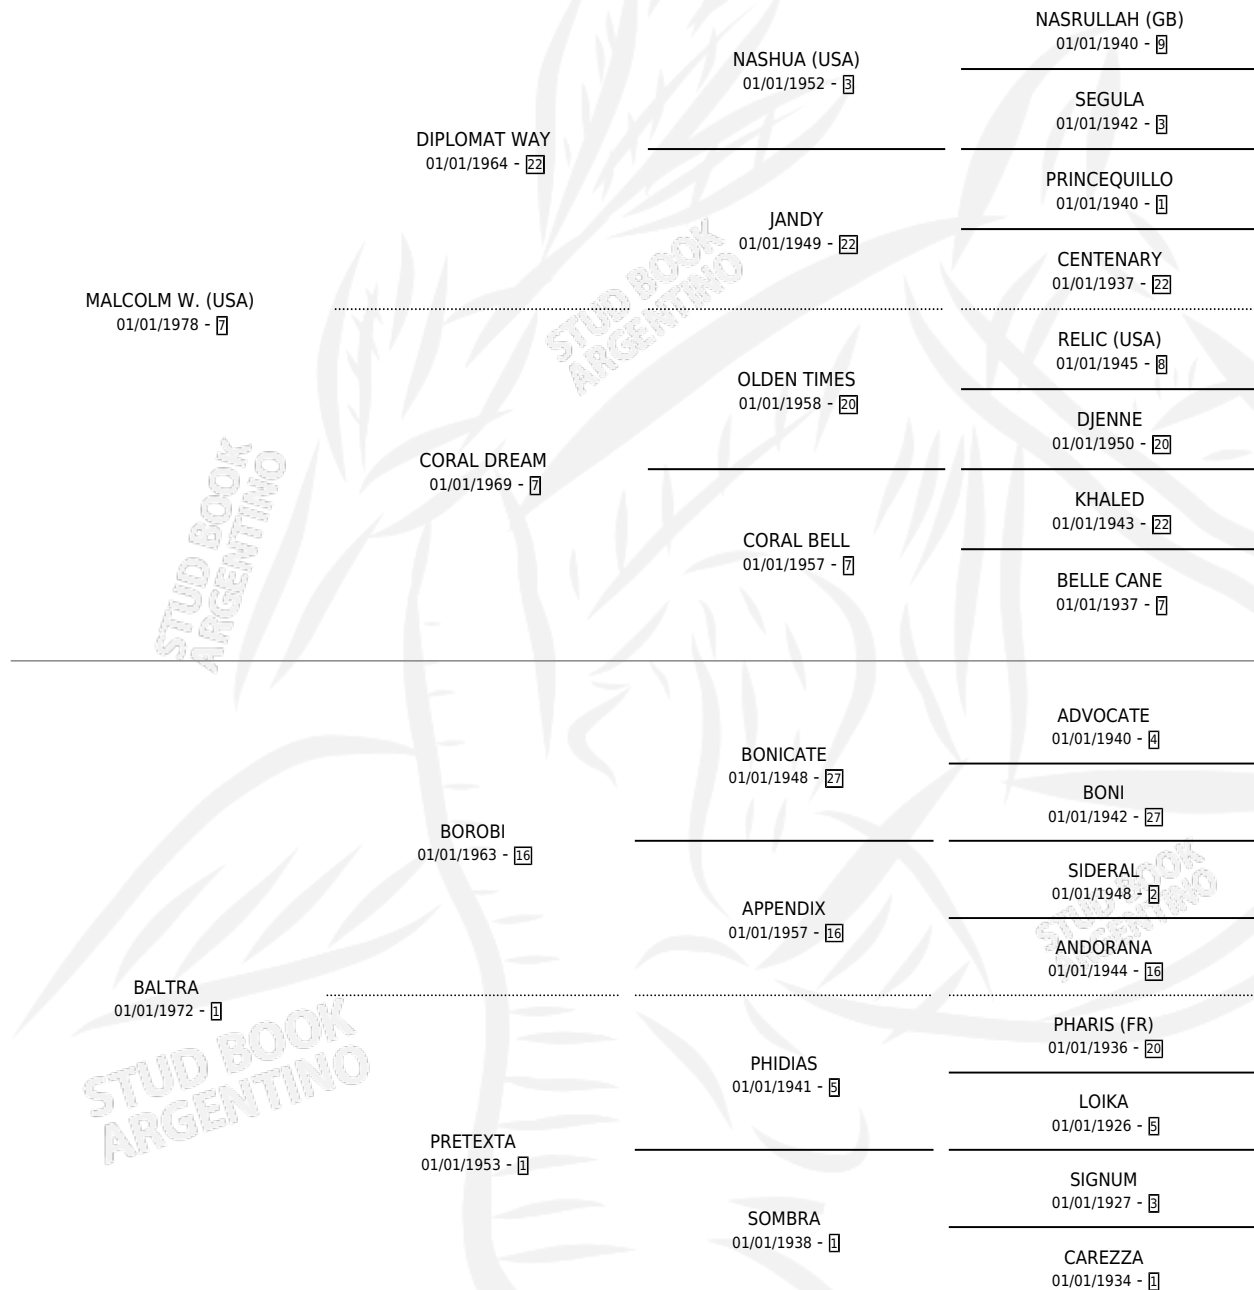 MALCOLM W. (USA)
01/01/1978 - 7
DIPLOMAT WAY
01/01/1964 - 22
CORAL DREAM
01/01/1969 - 7
NASHUA (USA)
01/01/1952 - 3
JANDY
01/01/1949 - 22
OLDEN TIMES
01/01/1958 - 20
CORAL BELL
01/01/1957 - 7
NASRULLAH (GB)
01/01/1940 - 9
SEGULA
01/01/1942 - 3
PRINCEQUILLO
01/01/1940 - 1
CENTENARY
01/01/1937 - 22
RELIC (USA)
01/01/1945 - 8
DJENNE
01/01/1950 - 20
KHALED
01/01/1943 - 22
BELLE CANE
01/01/1937 - 7
BALTRA
01/01/1972 - 1
BOROBI
01/01/1963 - 16
PRETEXTA
01/01/1953 - 1
BONICATE
01/01/1948 - 27
APPENDIX
01/01/1957 - 16
PHIDIAS
01/01/1941 - 5
SOMBRA
01/01/1938 - 1
ADVOCATE
01/01/1940 - 4
BONI
01/01/1942 - 27
SIDERAL
01/01/1948 - 2
ANDORANA
01/01/1944 - 16
PHARIS (FR)
01/01/1936 - 20
LOIKA
01/01/1926 - 5
SIGNUM
01/01/1927 - 3
CAREZZA
01/01/1934 - 1
STUD BOOK
ARGENTINO
STUD BOOK
ARGENTINO
STUD BOOK
ARGENTINO
STUD BOOK
ARGENTINO